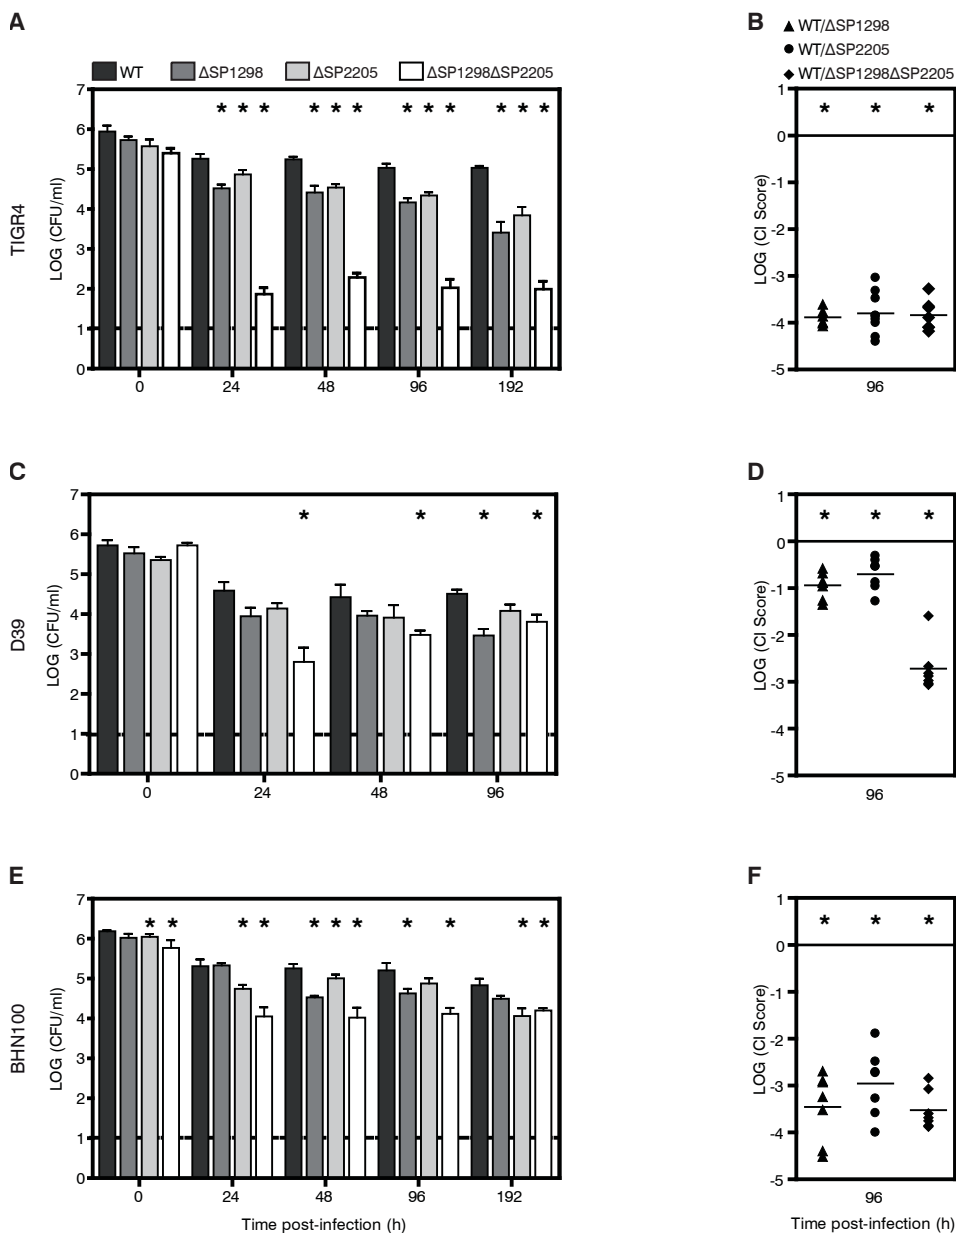 A
WT ΔSP1298 ΔSP2205 ΔSP1298ΔSP2205
TIGR4
LOG (CFU/ml)
7
6
5
4
3
2
1
0
* * * * * * * * * * * *
0 24 48 96 192
B
WT/ΔSP1298
WT/ΔSP2205
WT/ΔSP1298ΔSP2205
LOG (CI Score)
1
0
-1
-2
-3
-4
-5
* * *
96
C
D39
LOG (CFU/ml)
7
6
5
4
3
2
1
0
* * * *
0 24 48 96
D
LOG (CI Score)
1
0
-1
-2
-3
-4
-5
* * *
96
E
BHN100
LOG (CFU/ml)
7
6
5
4
3
2
1
0
* * * * * * * * * * *
0 24 48 96 192
Time post-infection (h)
F
LOG (CI Score)
1
0
-1
-2
-3
-4
-5
* * *
96
Time post-infection (h)